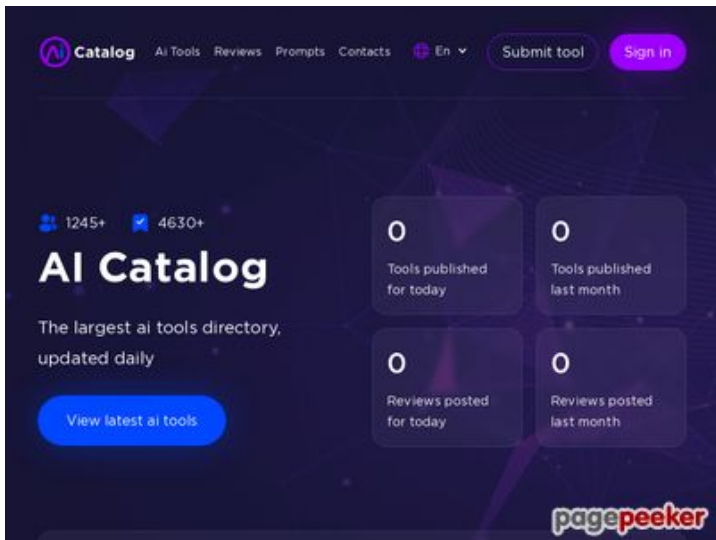 Ai Catalog Ai Tools Reviews Prompts Contacts En Submit tool Sign in
1245+ 4630+
AI Catalog
The largest ai tools directory,
updated daily
View latest ai tools
0
Tools published
for today
0
Tools published
last month
0
Reviews posted
for today
0
Reviews posted
last month
pagepeeker